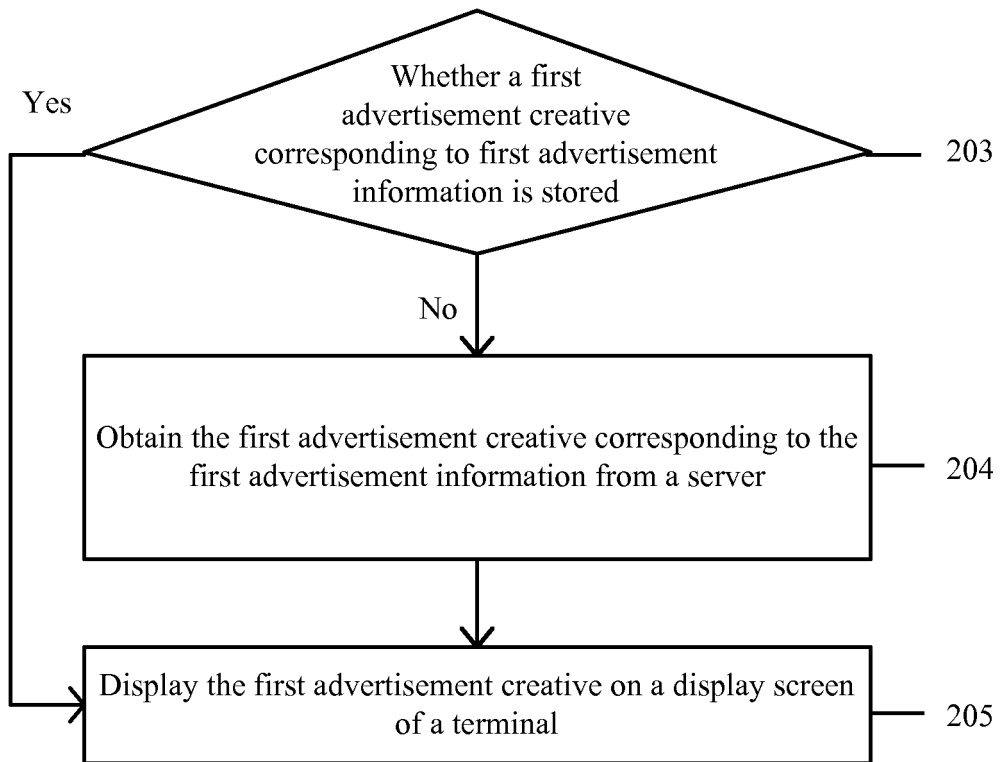 Whether a first
Yes
advertisement creative
corresponding to first advertisement
203
information is stored
No
Obtain the first advertisement creative corresponding to the
first advertisement information from a server
204
Display the first advertisement creative on a display screen
of a terminal
205